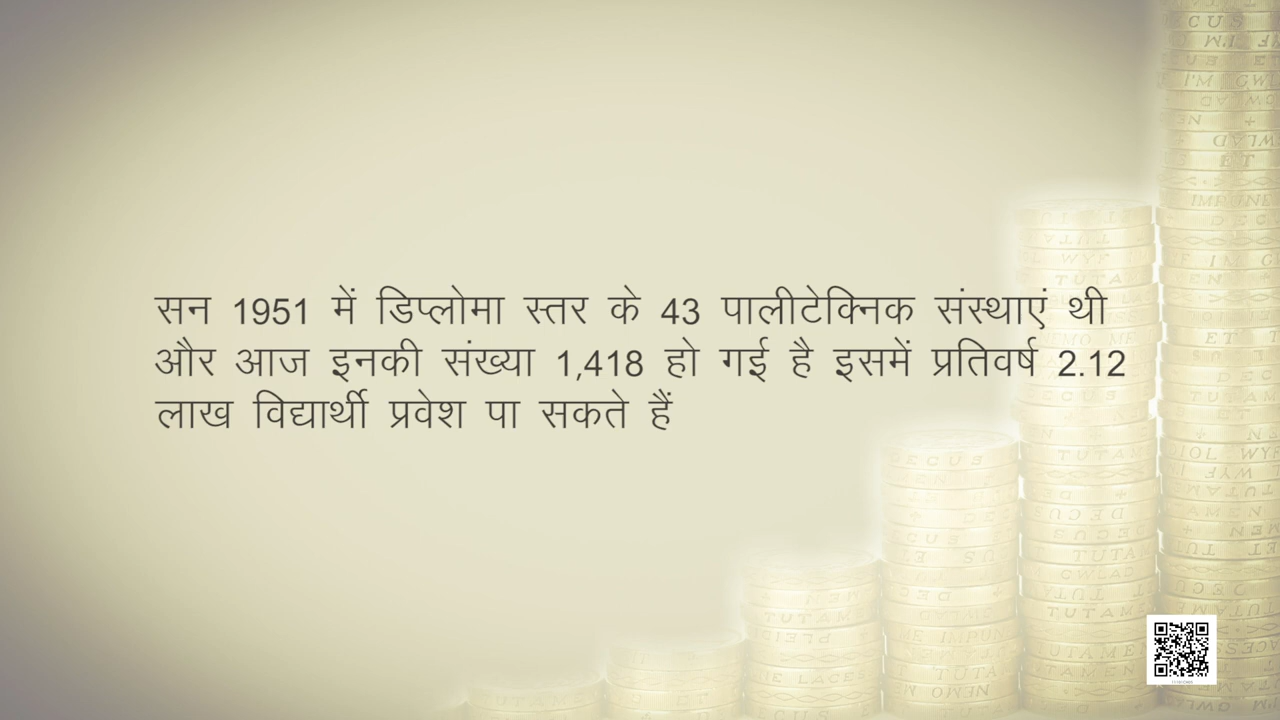 सन 1951 में डिप्लोमा स्तर के 43 पालीटेक्निक संस्थाएं थी
और आज इनकी संख्या 1,418 हो गई है इसमें प्रतिवर्ष 2.12
लाख विद्यार्थी प्रवेश पा सकते हैं